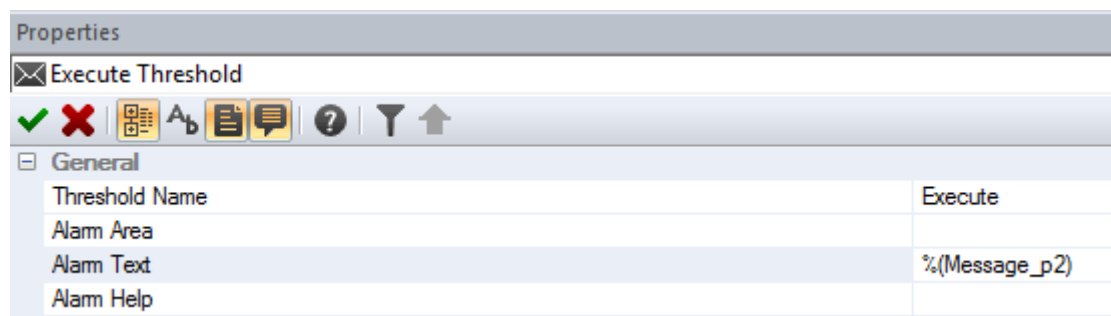 Properties
Execute Threshold
General
Threshold Name Execute
Alarm Area
Alarm Text %(Message_p2)
Alarm Help